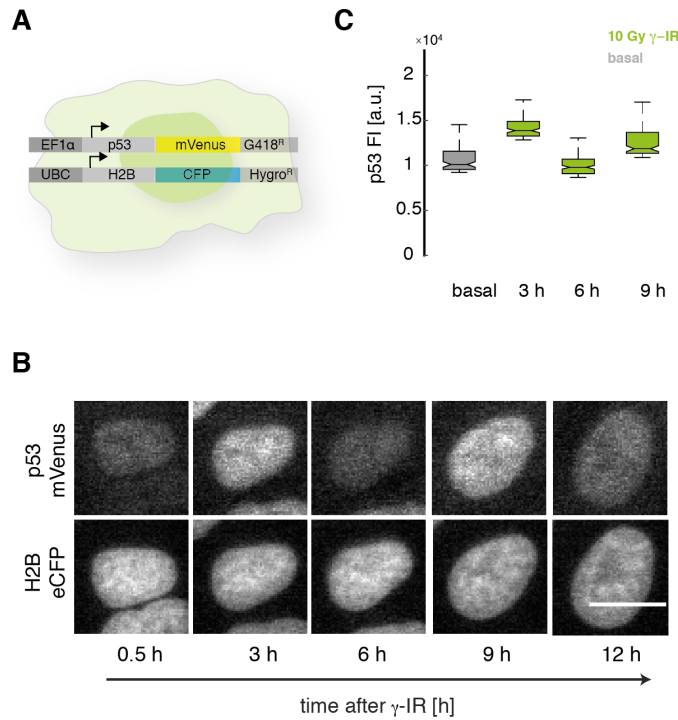 A
EF1α p53 mVenus G418ᴿ
UBC H2B CFP Hygroᴿ
C
×10⁴
10 Gy γ-IR
basal
p53 FI [a.u.]
2
1.5
1
0.5
0
basal 3 h 6 h 9 h
B
p53
mVenus
H2B
eCFP
0.5 h 3 h 6 h 9 h 12 h
time after γ-IR [h]